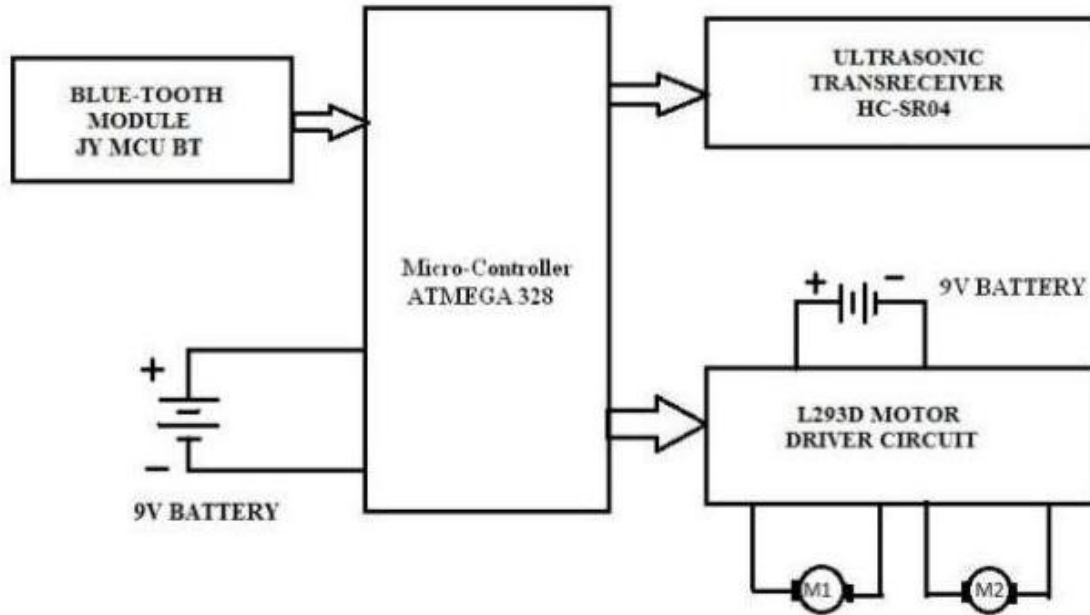 BLUE-TOOTH
MODULE
JY MCU BT
Micro-Controller
ATMEGA 328
ULTRASONIC
TRANSRECEIVER
HC-SR04
+
−
9V BATTERY
+
−
9V BATTERY
L293D MOTOR
DRIVER CIRCUIT
M1
M2